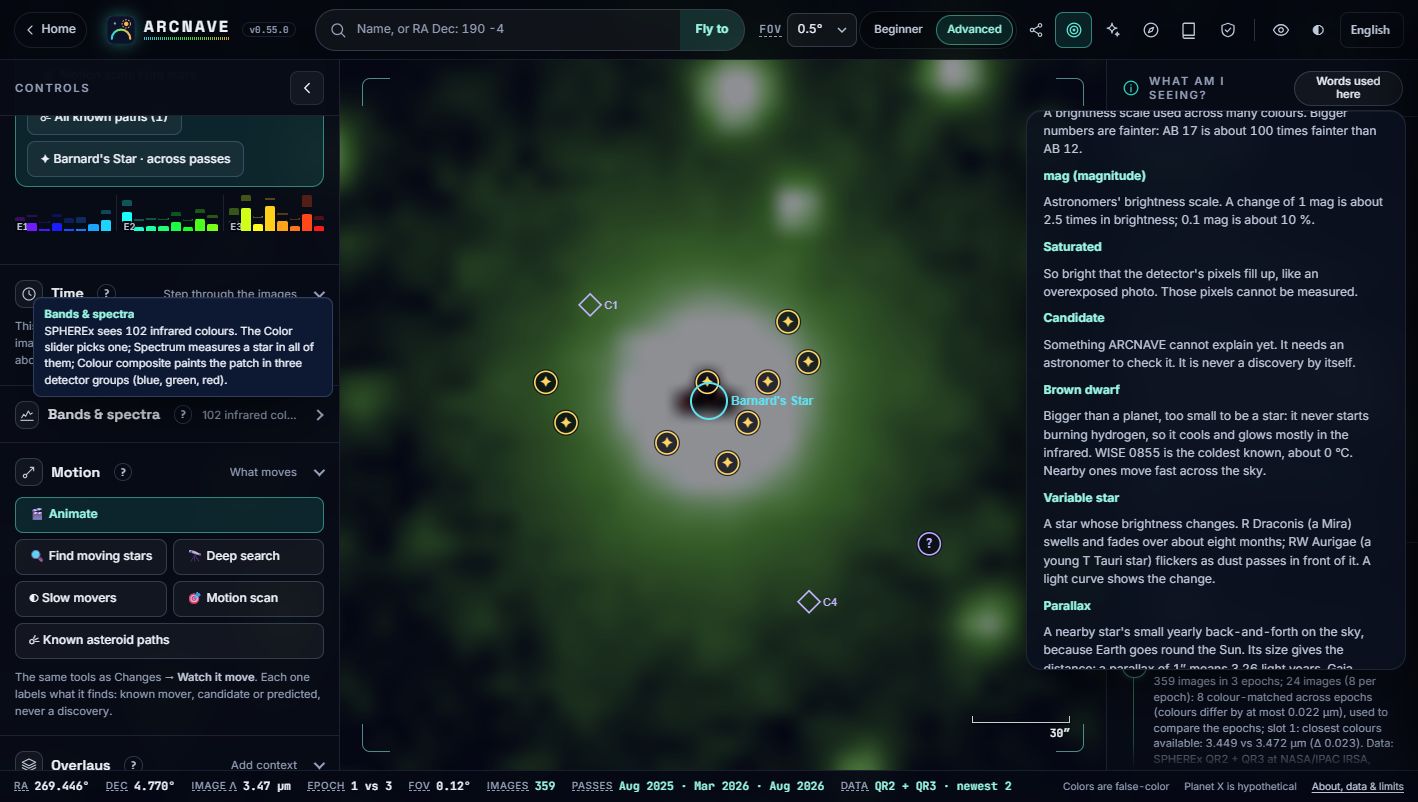 Home
ARCNAVE
v0.55.0
Name, or RA Dec: 190 -4
Fly to
FOV
0.5°
Beginner
Advanced
English
CONTROLS
All known paths (1)
✦ Barnard's Star · across passes
E1
E2
E3
Time
?
Step through the images
Bands & spectra
SPHEREx sees 102 infrared colours. The Color
slider picks one; Spectrum measures a star in all of
them; Colour composite paints the patch in three
detector groups (blue, green, red).
Bands & spectra
?
102 infrared col...
Motion
?
What moves
Animate
Find moving stars
Deep search
Slow movers
Motion scan
Known asteroid paths
The same tools as Changes → Watch it move. Each one
labels what it finds: known mover, candidate or predicted,
never a discovery.
Overlays
?
Add context
C1
Barnard's Star
?
C4
30″
WHAT AM I
SEEING?
Words used
here
A brightness scale used across many colours. Bigger
numbers are fainter: AB 17 is about 100 times fainter than
AB 12.
mag (magnitude)
Astronomers' brightness scale. A change of 1 mag is about
2.5 times in brightness; 0.1 mag is about 10 %.
Saturated
So bright that the detector's pixels fill up, like an
overexposed photo. Those pixels cannot be measured.
Candidate
Something ARCNAVE cannot explain yet. It needs an
astronomer to check it. It is never a discovery by itself.
Brown dwarf
Bigger than a planet, too small to be a star: it never starts
burning hydrogen, so it cools and glows mostly in the
infrared. WISE 0855 is the coldest known, about 0 °C.
Nearby ones move fast across the sky.
Variable star
A star whose brightness changes. R Draconis (a Mira)
swells and fades over about eight months; RW Aurigae (a
young T Tauri star) flickers as dust passes in front of it. A
light curve shows the change.
Parallax
A nearby star's small yearly back-and-forth on the sky,
because Earth goes round the Sun. Its size gives the
distance: a parallax of 1″ means 3.26 light years. Gaia
359 images in 3 epochs; 24 images (8 per
epoch): 8 colour-matched across epochs
(colours differ by at most 0.022 µm), used to
compare the epochs; slot 1: closest colours
available: 3.449 vs 3.472 µm (Δ 0.023). Data:
SPHEREx QR2 + QR3 at NASA/IPAC IRSA,
RA 269.446° DEC 4.770° IMAGE Λ 3.47 µm EPOCH 1 vs 3 FOV 0.12° IMAGES 359 PASSES Aug 2025 · Mar 2026 · Aug 2026 DATA QR2 + QR3 · newest 2 Colors are false-color Planet X is hypothetical About, data & limits